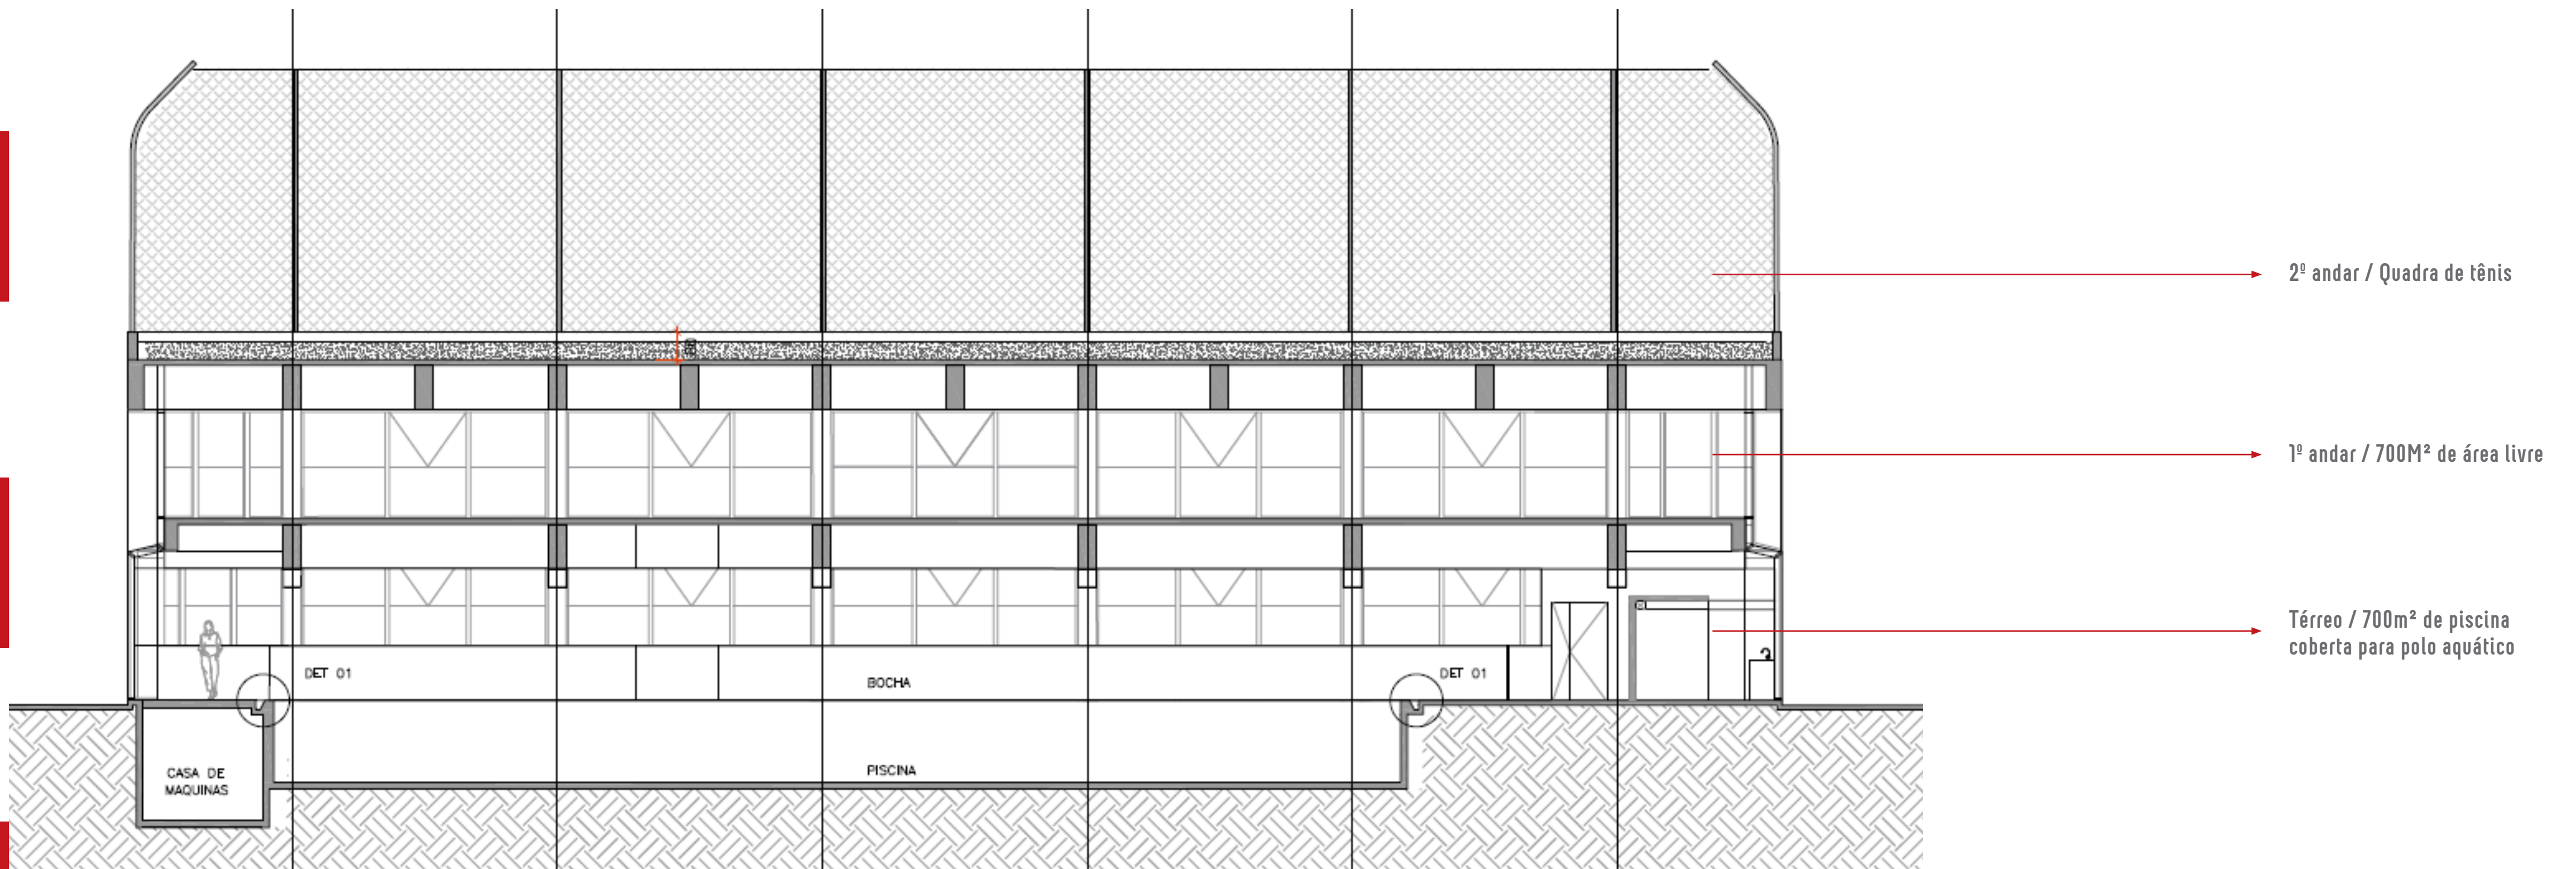 2º andar / Quadra de tênis
1º andar / 700M² de área livre
Térreo / 700m² de piscina
coberta para polo aquático
DET 01
BOCHA
DET 01
CASA DE
MAQUINAS
PISCINA